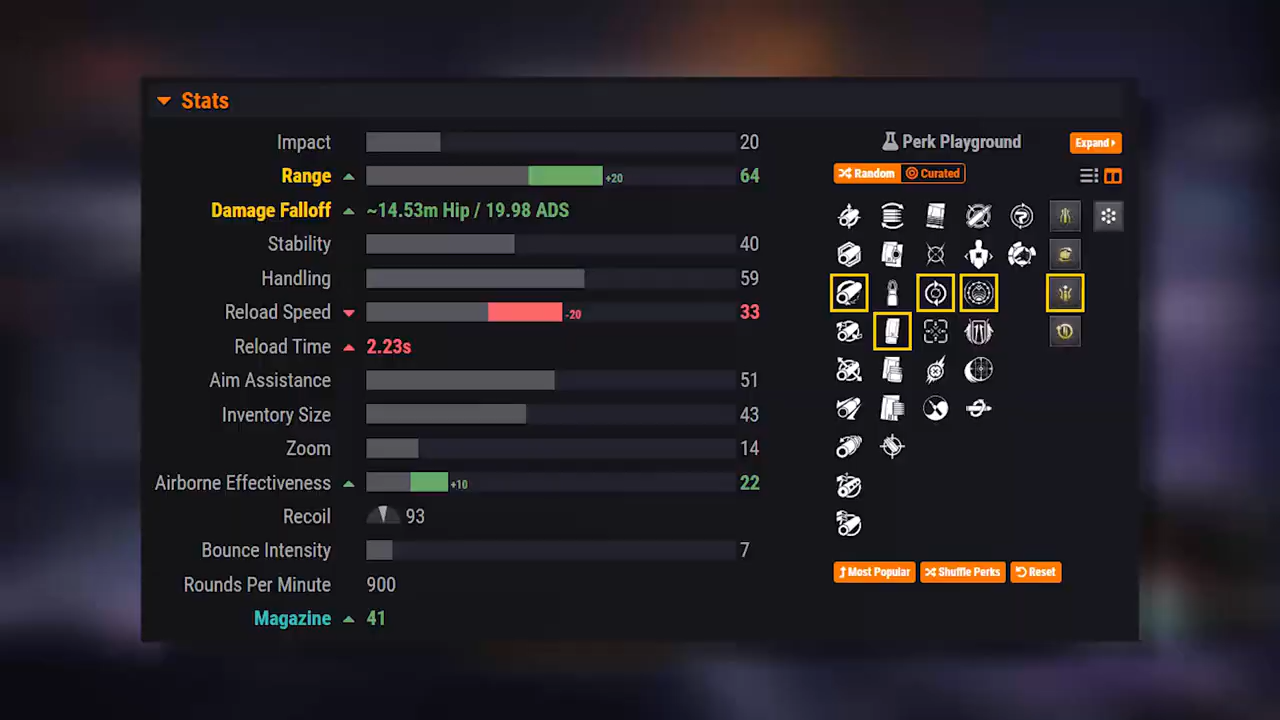 Stats
Impact 20
Range +20 64
Damage Falloff ~14.53m Hip / 19.98 ADS
Stability 40
Handling 59
Reload Speed -20 33
Reload Time 2.23s
Aim Assistance 51
Inventory Size 43
Zoom 14
Airborne Effectiveness +10 22
Recoil 93
Bounce Intensity 7
Rounds Per Minute 900
Magazine 41
Perk Playground Expand
Random Curated
Most Popular Shuffle Perks Reset